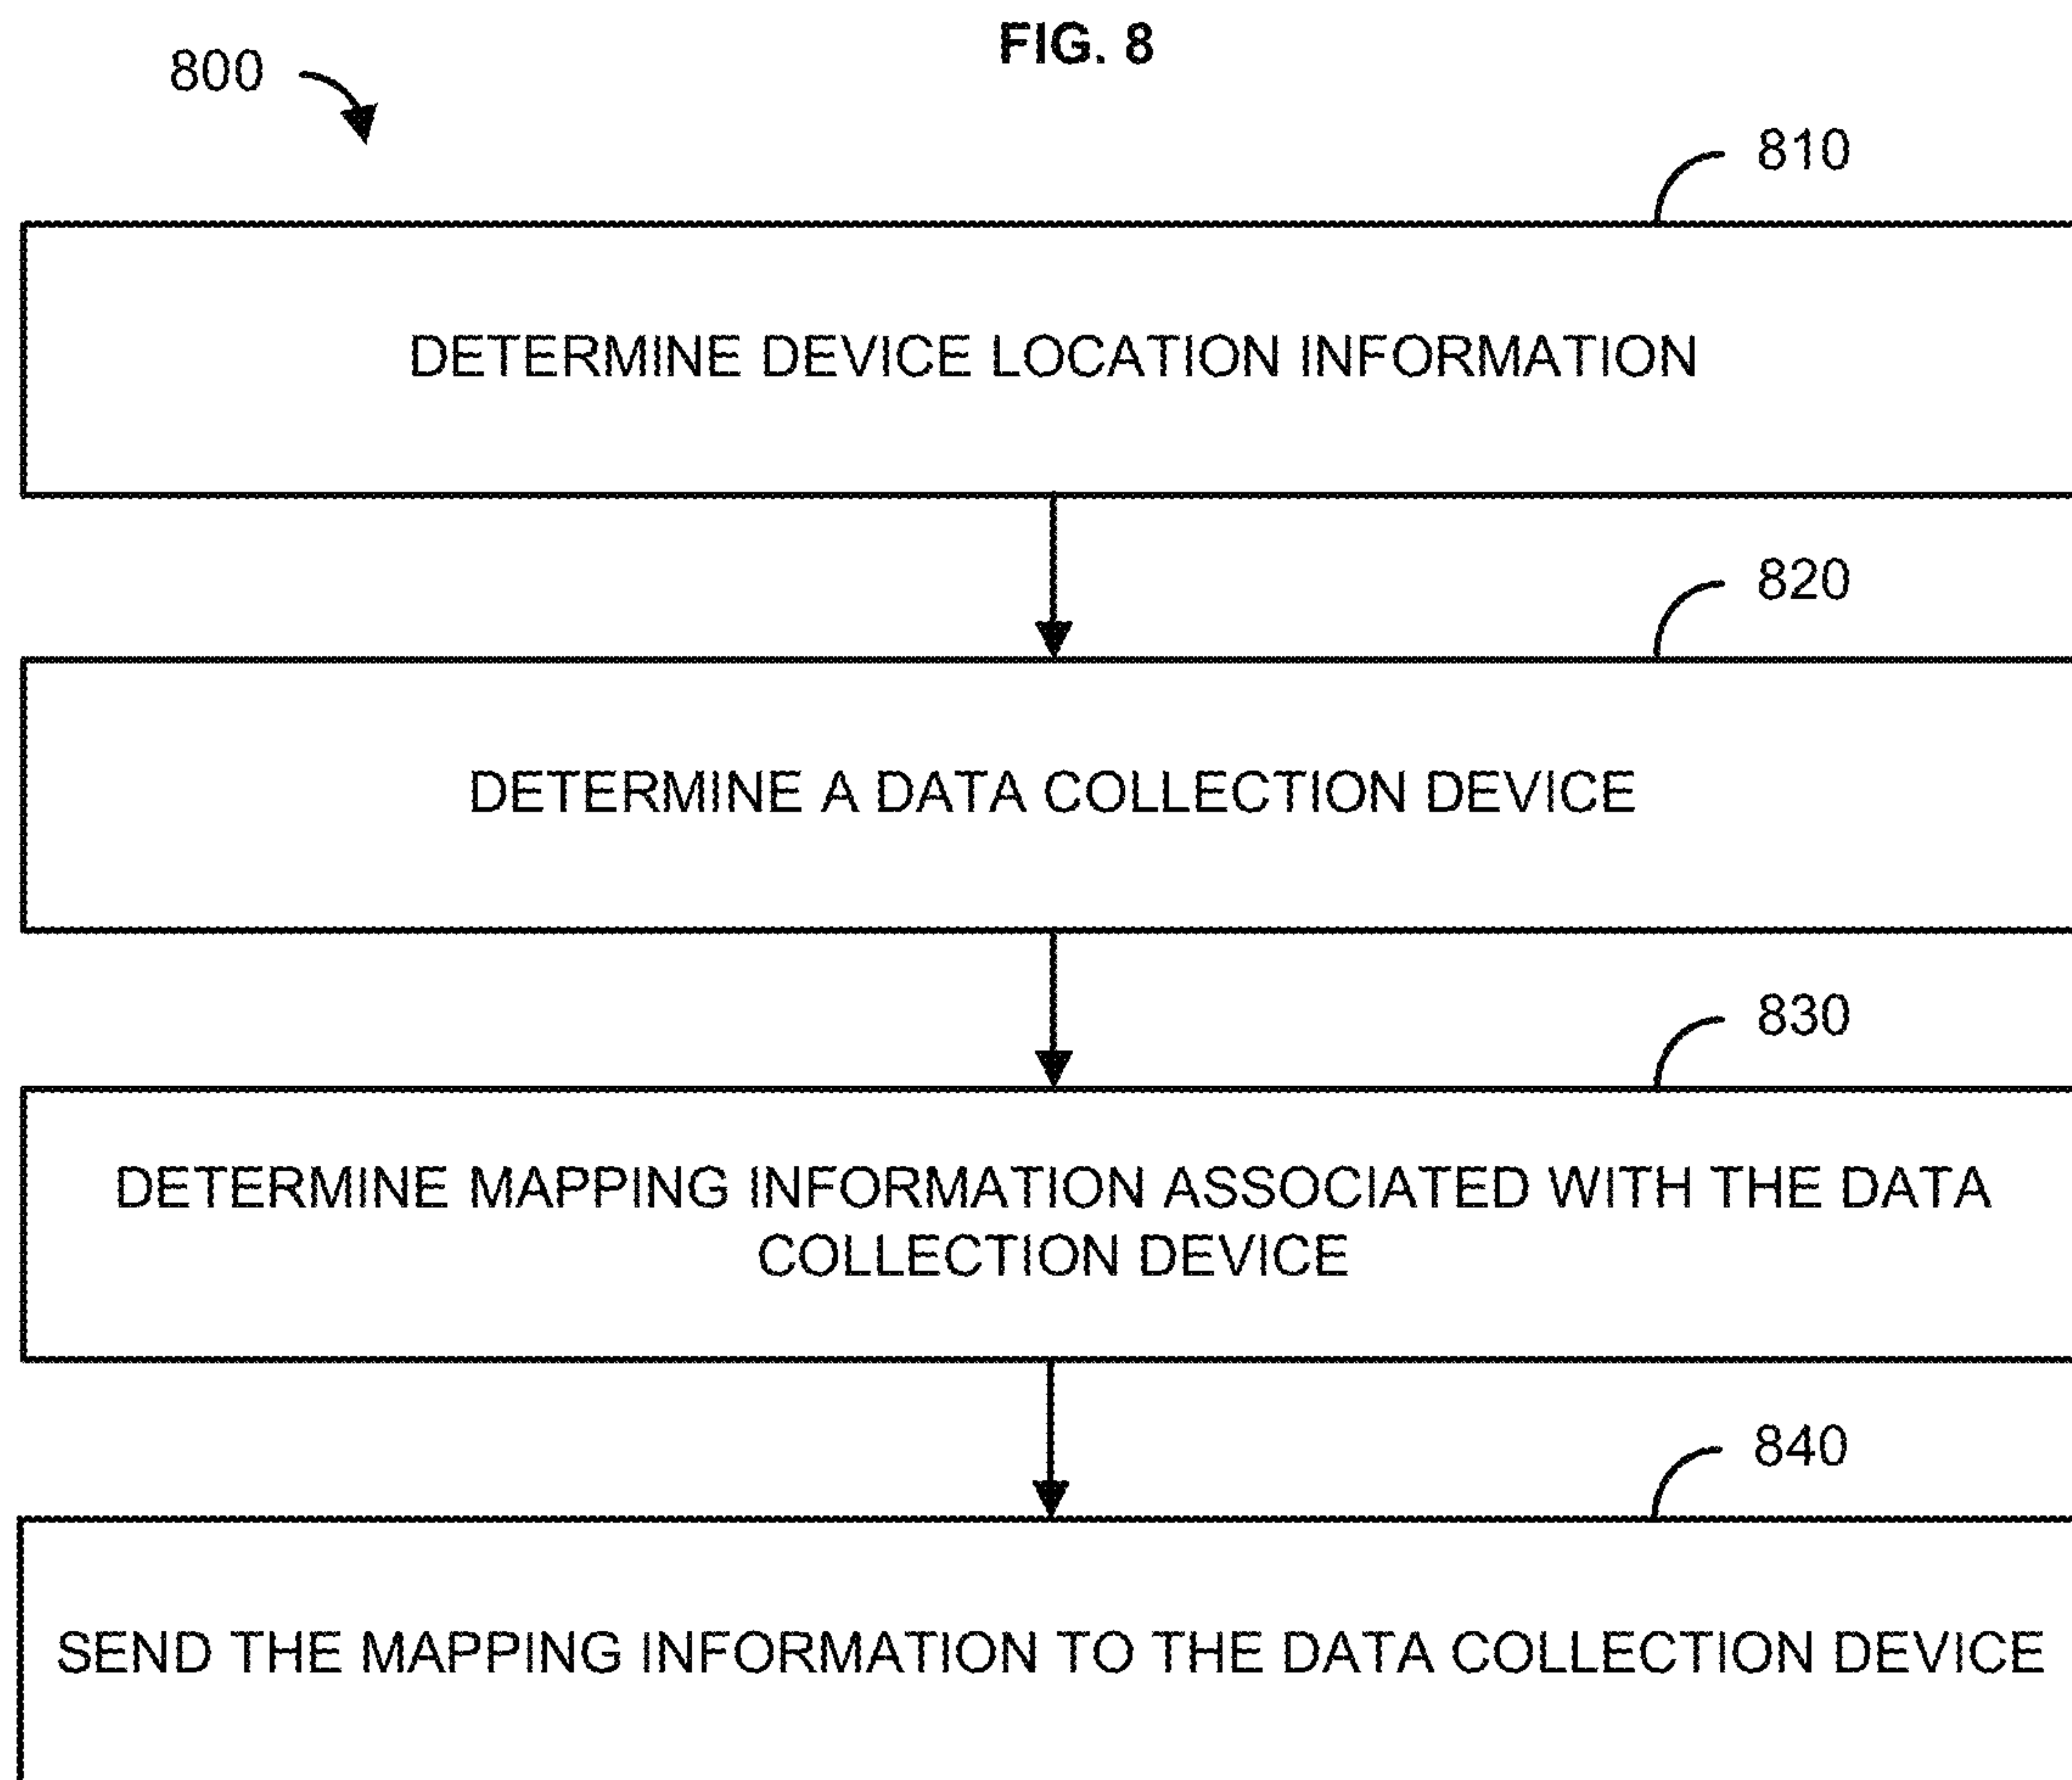 FIG. 8
800
810
DETERMINE DEVICE LOCATION INFORMATION
820
DETERMINE A DATA COLLECTION DEVICE
830
DETERMINE MAPPING INFORMATION ASSOCIATED WITH THE DATA
COLLECTION DEVICE
840
SEND THE MAPPING INFORMATION TO THE DATA COLLECTION DEVICE